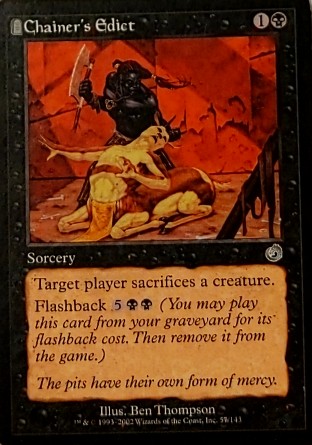 Chainer's Edict 1
Sorcery
Target player sacrifices a creature.
Flashback 5 (You may play
this card from your graveyard for its
flashback cost. Then remove it from
the game.)
The pits have their own form of mercy.
Illus. Ben Thompson
™ & © 1993-2002 Wizards of the Coast, Inc. 57/143